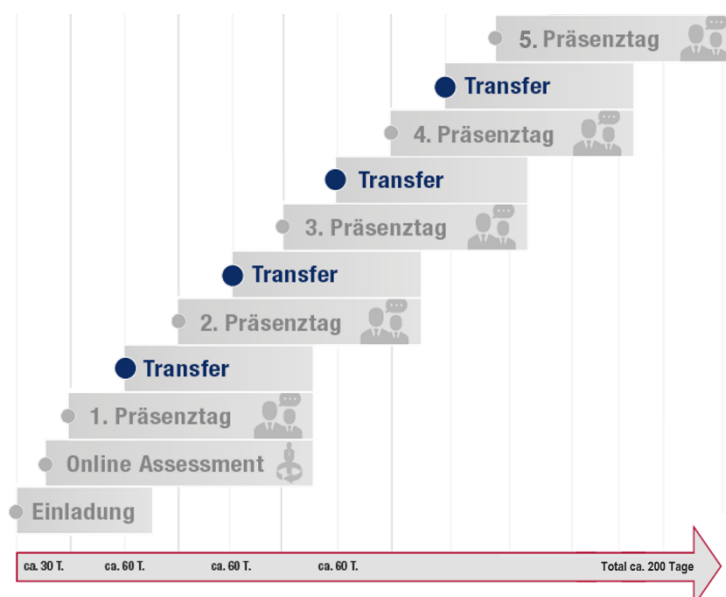 5. Präsenztag
Transfer
4. Präsenztag
Transfer
3. Präsenztag
Transfer
2. Präsenztag
Transfer
1. Präsenztag
Online Assessment
Einladung
ca. 30 T. ca. 60 T. ca. 60 T. ca. 60 T. Total ca. 200 Tage